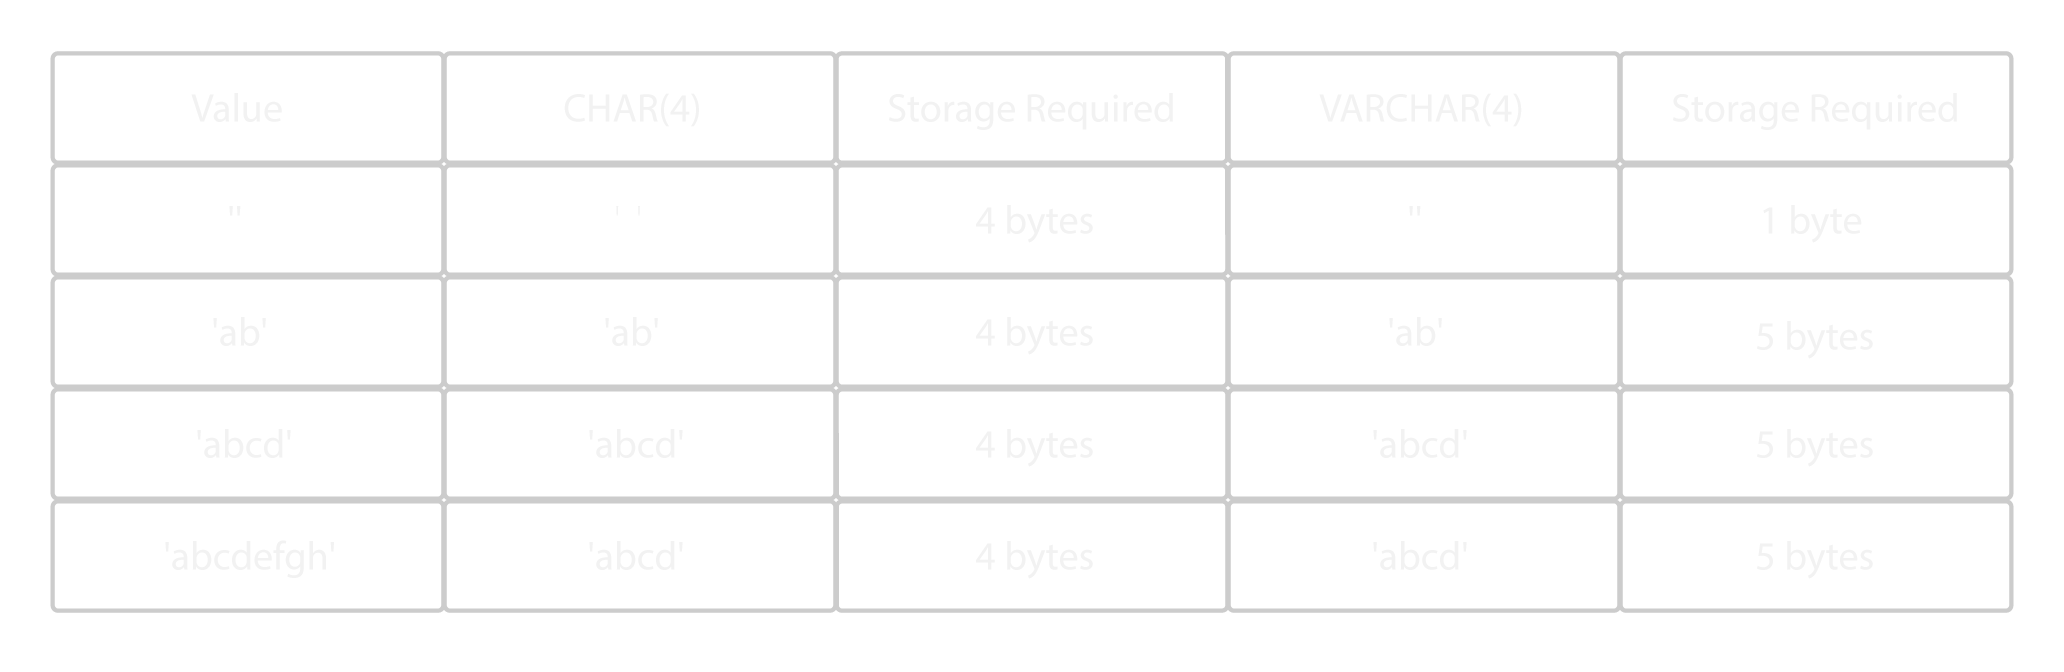 Value CHAR(4) Storage Required VARCHAR(4) Storage Required
'' ' ' 4 bytes '' 1 byte
'ab' 'ab' 4 bytes 'ab' 5 bytes
'abcd' 'abcd' 4 bytes 'abcd' 5 bytes
'abcdefgh' 'abcd' 4 bytes 'abcd' 5 bytes